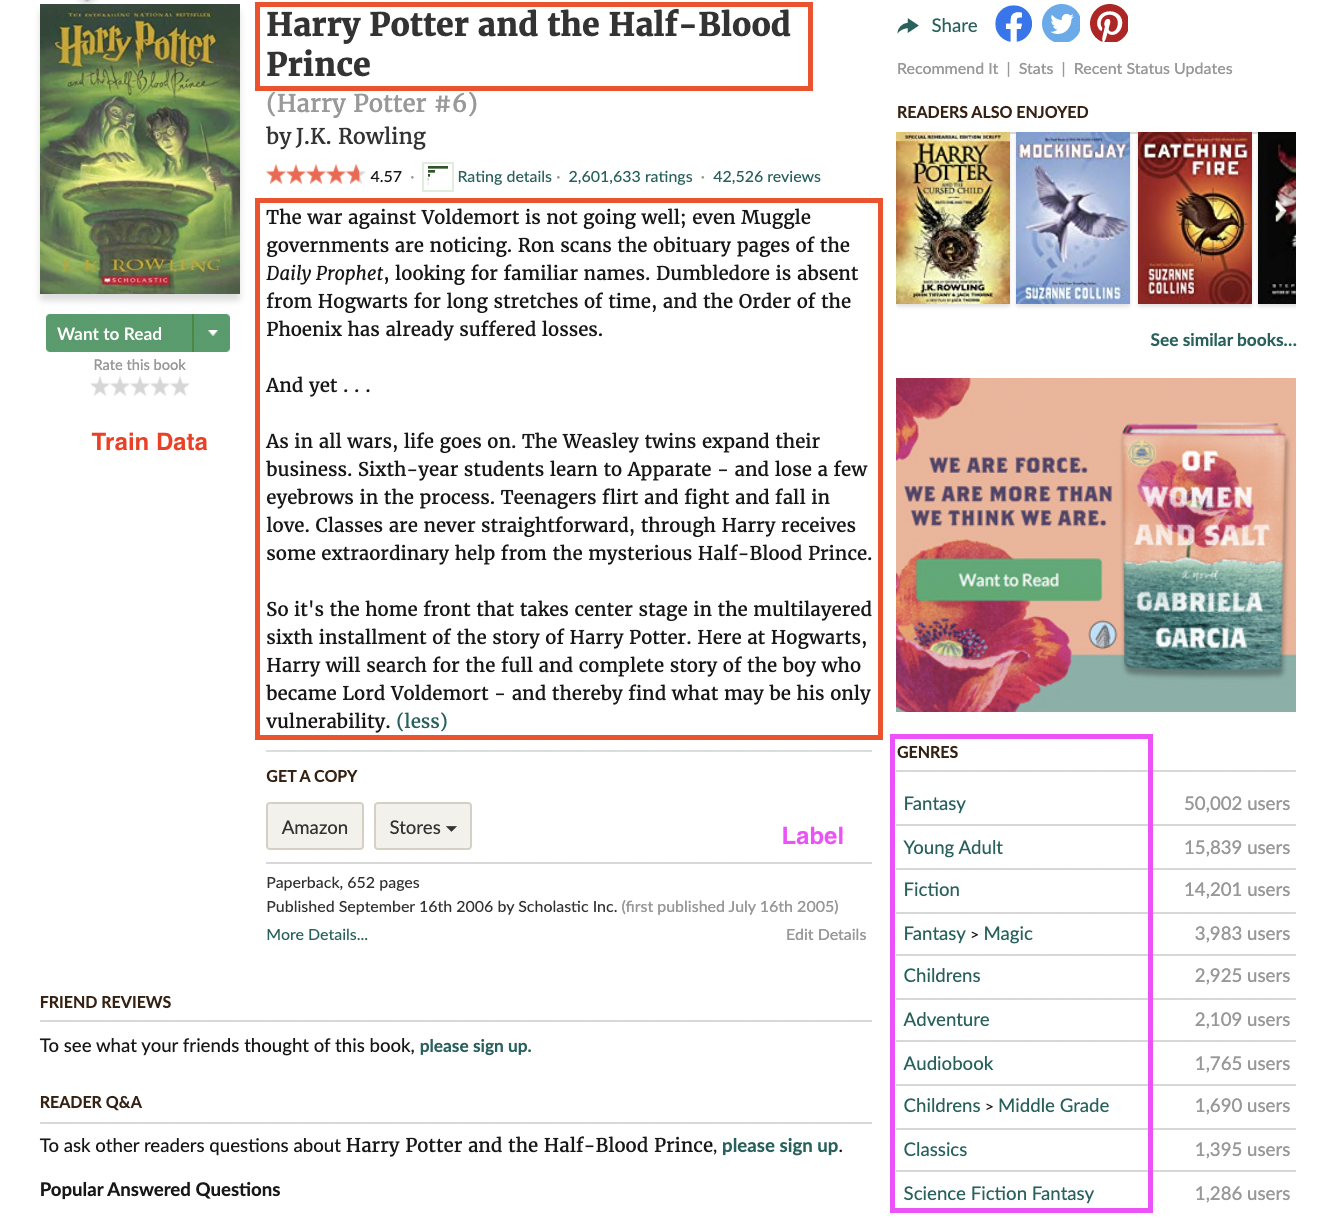 THE INTERNATIONAL BESTSELLER
Harry Potter
and the Half-Blood Prince
J. K. ROWLING
SCHOLASTIC
Want to Read
Rate this book
Train Data
Harry Potter and the Half-Blood
Prince
(Harry Potter #6)
by J.K. Rowling
4.57 · Rating details · 2,601,633 ratings · 42,526 reviews
The war against Voldemort is not going well; even Muggle
governments are noticing. Ron scans the obituary pages of the
Daily Prophet, looking for familiar names. Dumbledore is absent
from Hogwarts for long stretches of time, and the Order of the
Phoenix has already suffered losses.
And yet . . .
As in all wars, life goes on. The Weasley twins expand their
business. Sixth-year students learn to Apparate - and lose a few
eyebrows in the process. Teenagers flirt and fight and fall in
love. Classes are never straightforward, through Harry receives
some extraordinary help from the mysterious Half-Blood Prince.
So it's the home front that takes center stage in the multilayered
sixth installment of the story of Harry Potter. Here at Hogwarts,
Harry will search for the full and complete story of the boy who
became Lord Voldemort - and thereby find what may be his only
vulnerability. (less)
GET A COPY
Amazon
Stores
Label
Paperback, 652 pages
Published September 16th 2006 by Scholastic Inc. (first published July 16th 2005)
More Details...
Edit Details
FRIEND REVIEWS
To see what your friends thought of this book, please sign up.
READER Q&A
To ask other readers questions about Harry Potter and the Half-Blood Prince, please sign up.
Popular Answered Questions
Share
Recommend It | Stats | Recent Status Updates
READERS ALSO ENJOYED
SPECIAL REHEARSAL EDITION SCRIPT
HARRY
POTTER
AND THE
CURSED CHILD
J.K.ROWLING
JOHN TIFFANY & JACK THORNE
MOCKINGJAY
SUZANNE COLLINS
CATCHING
FIRE
SUZANNE
COLLINS
See similar books…
WE ARE FORCE.
WE ARE MORE THAN
WE THINK WE ARE.
Want to Read
OF
WOMEN
AND SALT
a novel
GABRIELA
GARCIA
GENRES
Fantasy 50,002 users
Young Adult 15,839 users
Fiction 14,201 users
Fantasy > Magic 3,983 users
Childrens 2,925 users
Adventure 2,109 users
Audiobook 1,765 users
Childrens > Middle Grade 1,690 users
Classics 1,395 users
Science Fiction Fantasy 1,286 users